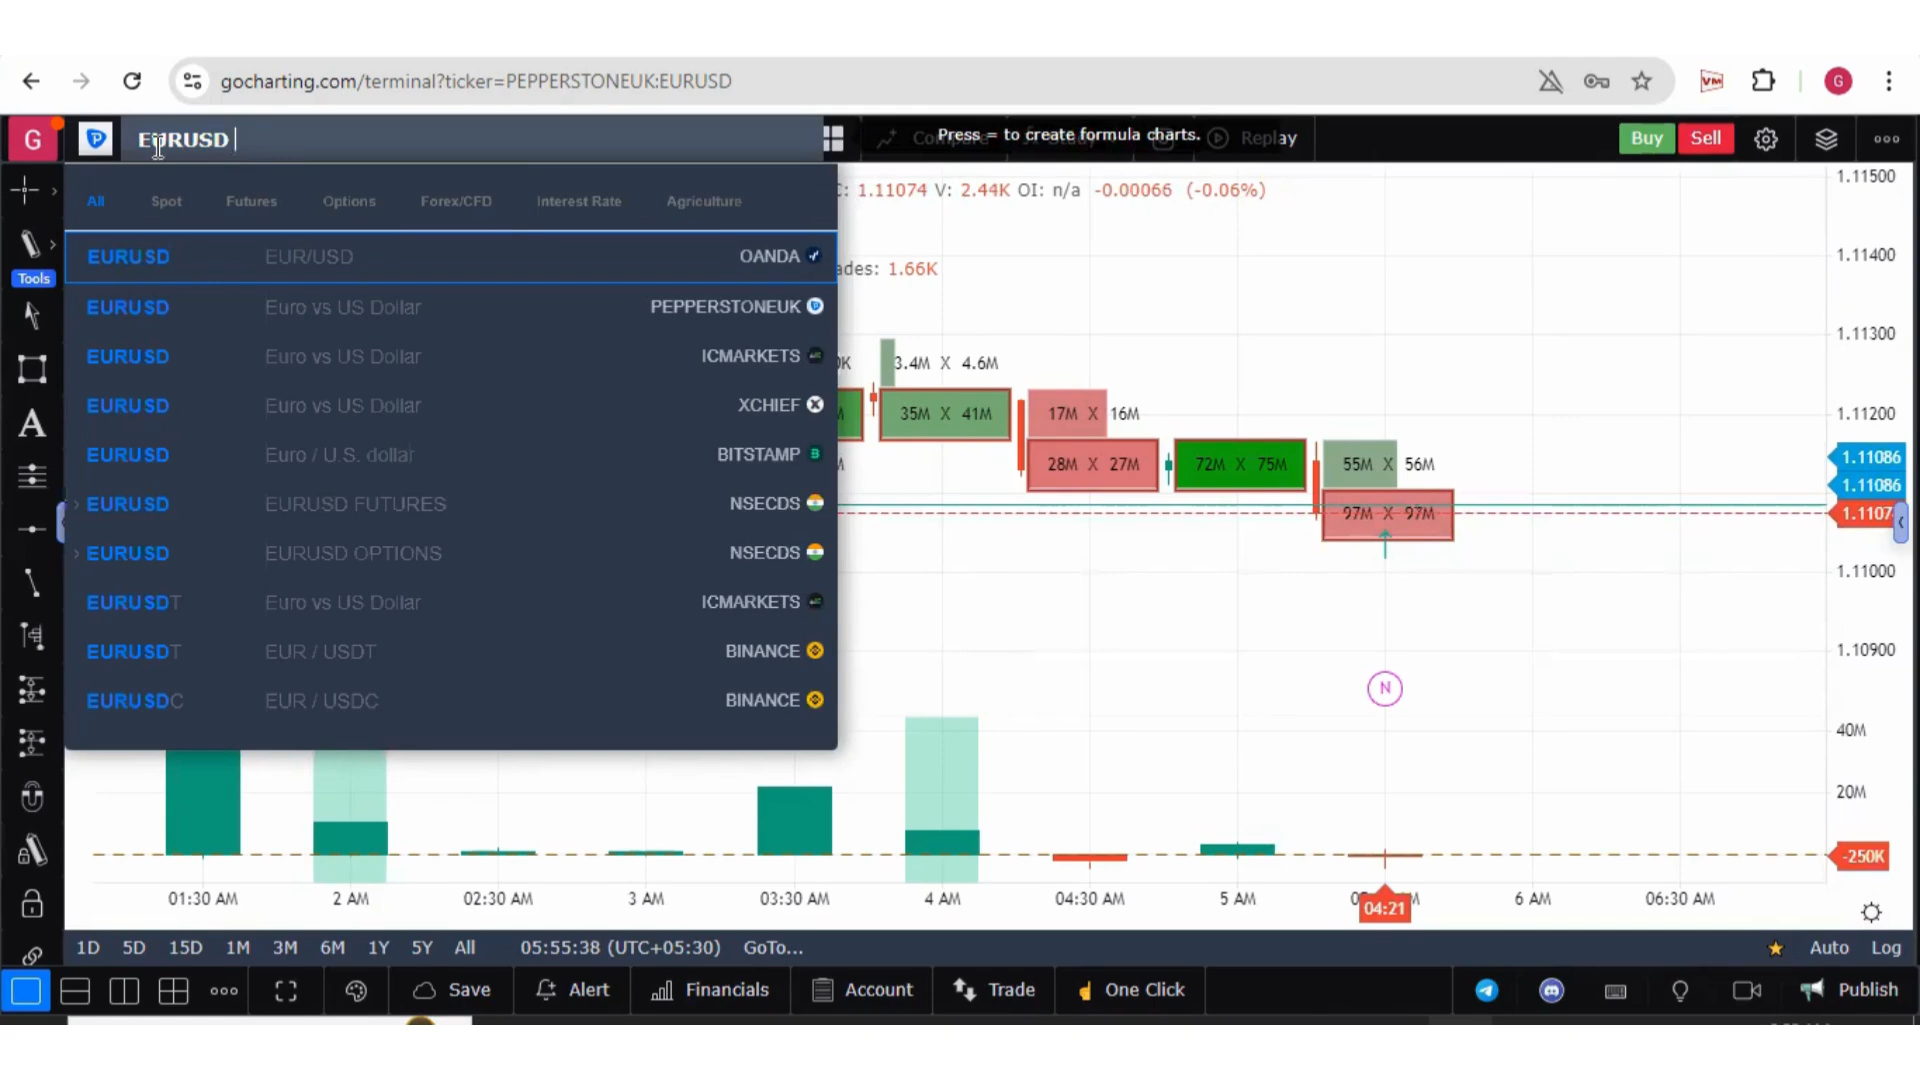 gocharting.com/terminal?ticker=PEPPERSTONEUK:EURUSD
VM
G
G
EURUSD
Press = to create formula charts.
Compare
Replay
Buy
Sell
All Spot Futures Options Forex/CFD Interest Rate Agriculture
C: 1.11074 V: 2.44K OI: n/a -0.00066 (-0.06%)
ades: 1.66K
Tools
EURUSD EUR/USD OANDA
EURUSD Euro vs US Dollar PEPPERSTONEUK
EURUSD Euro vs US Dollar ICMARKETS
EURUSD Euro vs US Dollar XCHIEF
EURUSD Euro / U.S. dollar BITSTAMP
EURUSD EURUSD FUTURES NSECDS
EURUSD EURUSD OPTIONS NSECDS
EURUSDT Euro vs US Dollar ICMARKETS
EURUSDT EUR / USDT BINANCE
EURUSDC EUR / USDC BINANCE
3.4M X 4.6M
35M X 41M
17M X 16M
28M X 27M
72M X 75M
55M X 56M
97M X 97M
N
1.11500
1.11400
1.11300
1.11200
1.11086
1.11086
1.1107
1.11000
1.10900
40M
20M
-250K
01:30 AM 2 AM 02:30 AM 3 AM 03:30 AM 4 AM 04:30 AM 5 AM 6 AM 06:30 AM
04:21
1D 5D 15D 1M 3M 6M 1Y 5Y All 05:55:38 (UTC+05:30) GoTo... Auto Log
Save Alert Financials Account Trade One Click Publish